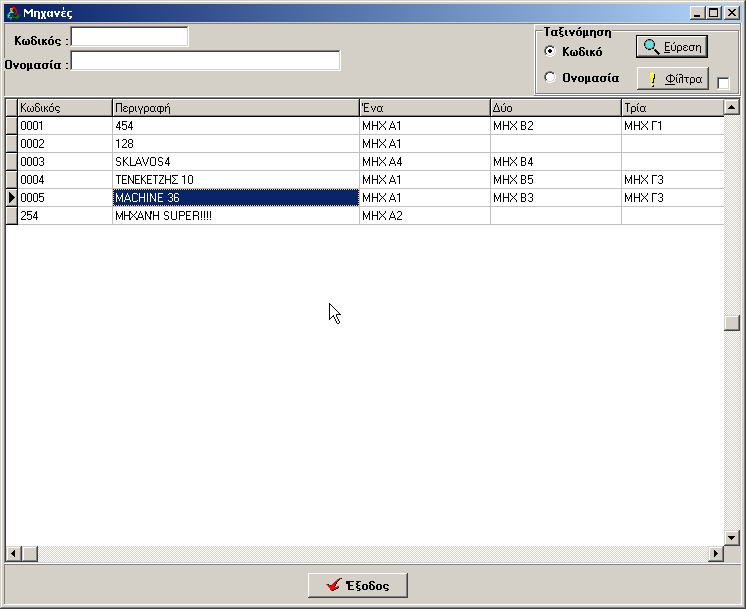 Μηχανές
Κωδικός :
Ονομασία :
Ταξινόμηση
Κωδικό
Ονομασία
Εύρεση
Φίλτρα
Κωδικός Περιγραφή Ένα Δύο Τρία
0001 454 ΜΗΧ Α1 ΜΗΧ Β2 ΜΗΧ Γ1
0002 128 ΜΗΧ Α1
0003 SKLAVOS4 ΜΗΧ Α4 ΜΗΧ Β4
0004 ΤΕΝΕΚΕΤΖΗΣ 10 ΜΗΧ Α1 ΜΗΧ Β5 ΜΗΧ Γ3
0005 MACHINE 36 ΜΗΧ Α1 ΜΗΧ Β3 ΜΗΧ Γ3
254 ΜΗΧΑΝΉ SUPER!!!! ΜΗΧ Α2
Έξοδος